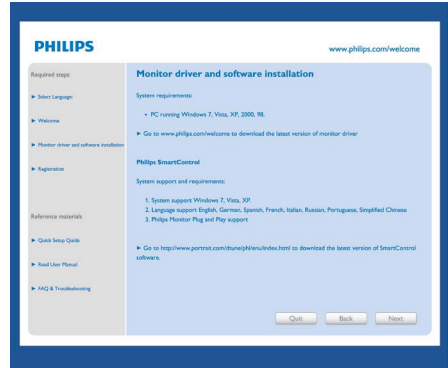 PHILIPS
www.philips.com/welcome
Required steps
Select Language:
Welcome
Monitor driver and software installation
Registration
Reference materials
Quick Setup Guide
Read User Manual
FAQ & Troubleshooting
Monitor driver and software installation
System requirements:
• PC running Windows 7, Vista, XP, 2000, 98.
Go to www.philips.com/welcome to download the latest version of monitor driver
Philips SmartControl
System support and requirements:
1. System support Windows 7, Vista, XP.
2. Language support English, German, Spanish, French, Italian, Russian, Portuguese, Simplified Chinese
3. Philips Monitor Plug and Play support
Go to http://www.portrait.com/dtune/phl/enu/index.html to download the latest version of SmartControl
software.
Quit
Back
Next